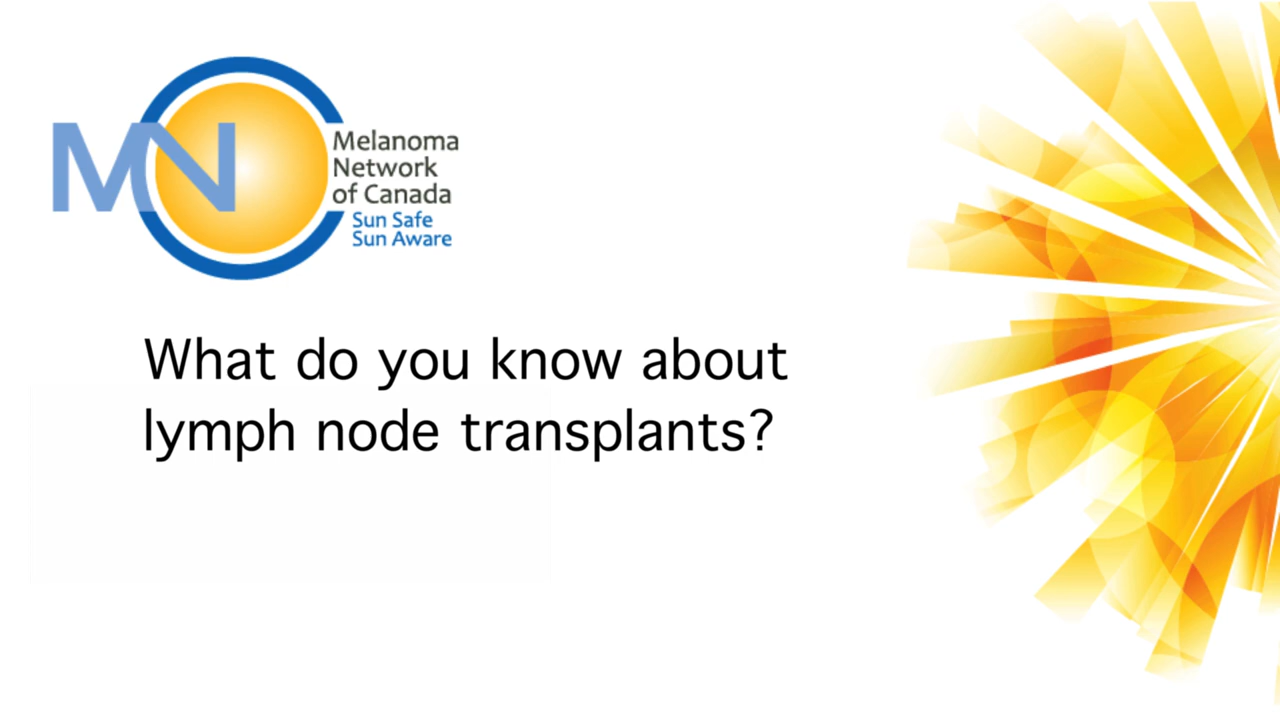 MN
Melanoma
Network
of Canada
Sun Safe
Sun Aware
What do you know about
lymph node transplants?